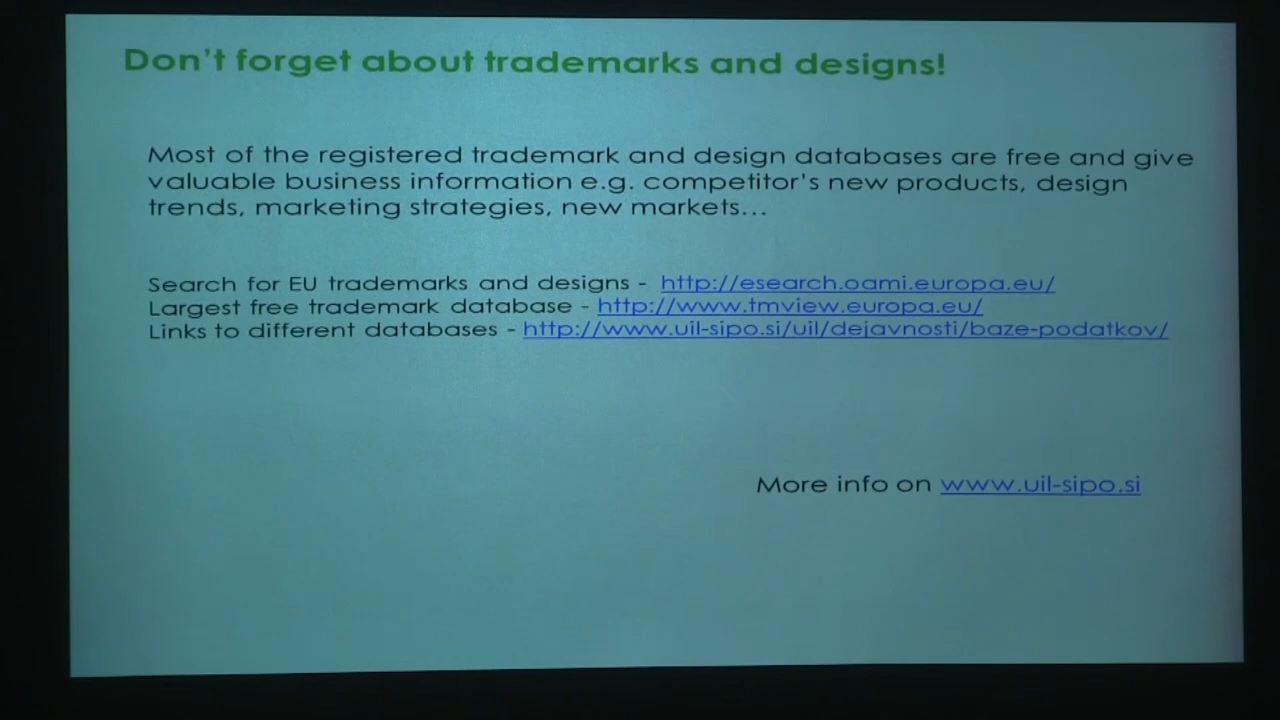 Don't forget about trademarks and designs!
Most of the registered trademark and design databases are free and give
valuable business information e.g. competitor's new products, design
trends, marketing strategies, new markets...
Search for EU trademarks and designs - http://esearch.oami.europa.eu/
Largest free trademark database - http://www.tmview.europa.eu/
Links to different databases - http://www.uil-sipo.si/uil/dejavnosti/baze-podatkov/
More info on www.uil-sipo.si